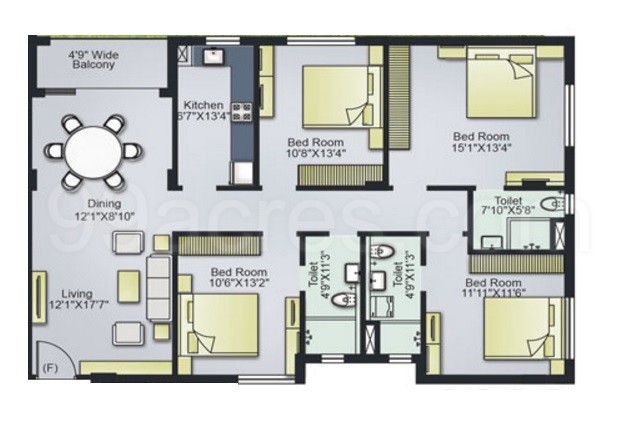 4'9" Wide
Balcony
Kitchen
6'7"X13'4"
Bed Room
10'8"X13'4"
Bed Room
15'1"X13'4"
Dining
12'1"X8'10"
Toilet
7'10"X5'8"
99acres.com
Living
12'1"X17'7"
Bed Room
10'6"X13'2"
Toilet
4'9"X11'3"
Toilet
4'9"X11'3"
Bed Room
11'11"X11'6"
(F)